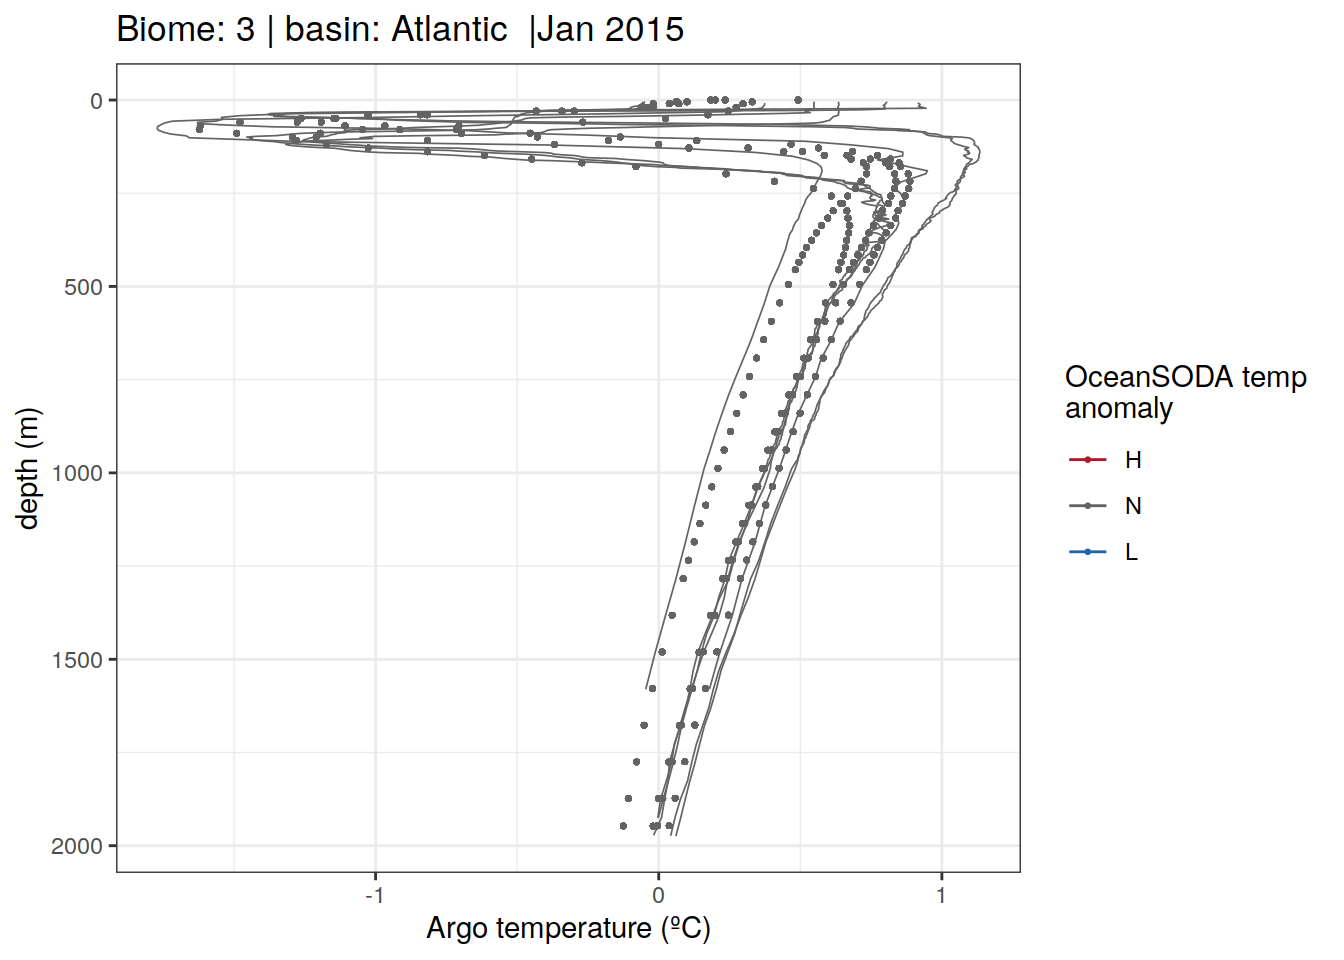 Biome: 3 | basin: Atlantic  |Jan 2015
0
500
1000
1500
2000
depth (m)
-1
0
1
Argo temperature (ºC)
OceanSODA temp
anomaly
H
N
L